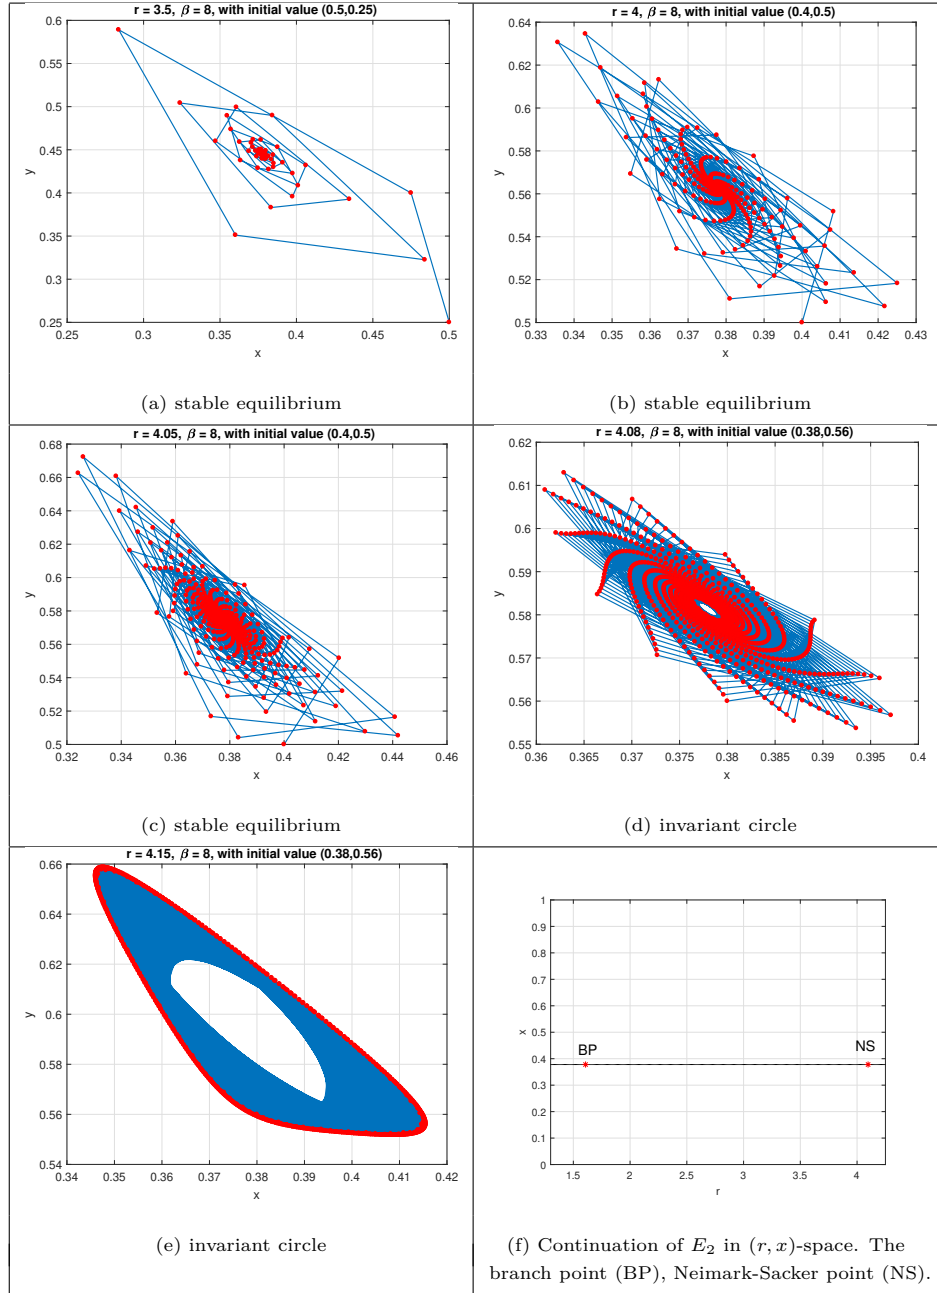 r = 3.5, β = 8, with initial value (0.5,0.25)
0.6
0.55
0.5
0.45
0.4
0.35
0.3
0.25
y
0.25 0.3 0.35 0.4 0.45 0.5
x
(a) stable equilibrium
r = 4, β = 8, with initial value (0.4,0.5)
0.64
0.62
0.6
0.58
0.56
0.54
0.52
0.5
y
0.33 0.34 0.35 0.36 0.37 0.38 0.39 0.4 0.41 0.42 0.43
x
(b) stable equilibrium
r = 4.05, β = 8, with initial value (0.4,0.5)
0.68
0.66
0.64
0.62
0.6
0.58
0.56
0.54
0.52
0.5
y
0.32 0.34 0.36 0.38 0.4 0.42 0.44 0.46
x
(c) stable equilibrium
r = 4.08, β = 8, with initial value (0.38,0.56)
0.62
0.61
0.6
0.59
0.58
0.57
0.56
0.55
y
0.36 0.365 0.37 0.375 0.38 0.385 0.39 0.395 0.4
x
(d) invariant circle
r = 4.15, β = 8, with initial value (0.38,0.56)
0.66
0.64
0.62
0.6
0.58
0.56
0.54
y
0.34 0.35 0.36 0.37 0.38 0.39 0.4 0.41 0.42
x
(e) invariant circle
1
0.9
0.8
0.7
0.6
0.5
0.4
0.3
0.2
0.1
0
x
BP
NS
1.5 2 2.5 3 3.5 4
r
(f) Continuation of E₂ in (r, x)-space. The
branch point (BP), Neimark-Sacker point (NS).